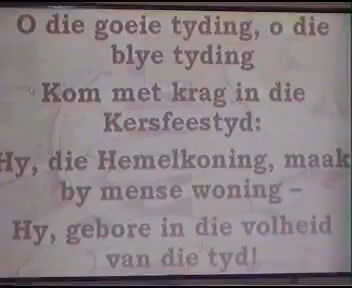 O die goeie tyding, o die
blye tyding
Kom met krag in die
Kersfeestyd:
Hy, die Hemelkoning, maak
by mense woning –
Hy, gebore in die volheid
van die tyd!